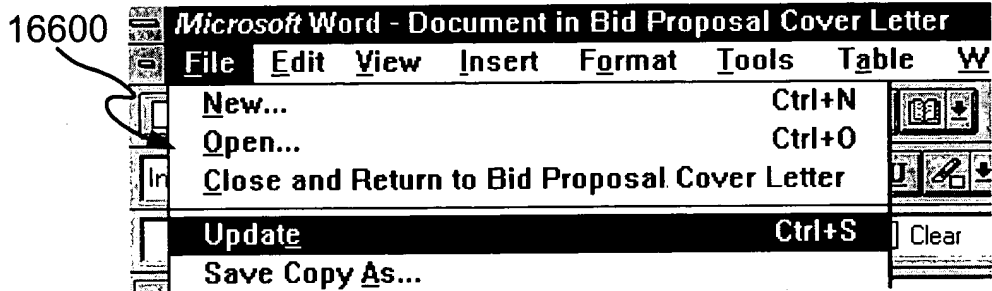 16600
Microsoft Word - Document in Bid Proposal Cover Letter
File Edit View Insert Format Tools Table W
New... Ctrl+N
Open... Ctrl+O
In
Close and Return to Bid Proposal Cover Letter
U
Update Ctrl+S
Clear
Save Copy As...